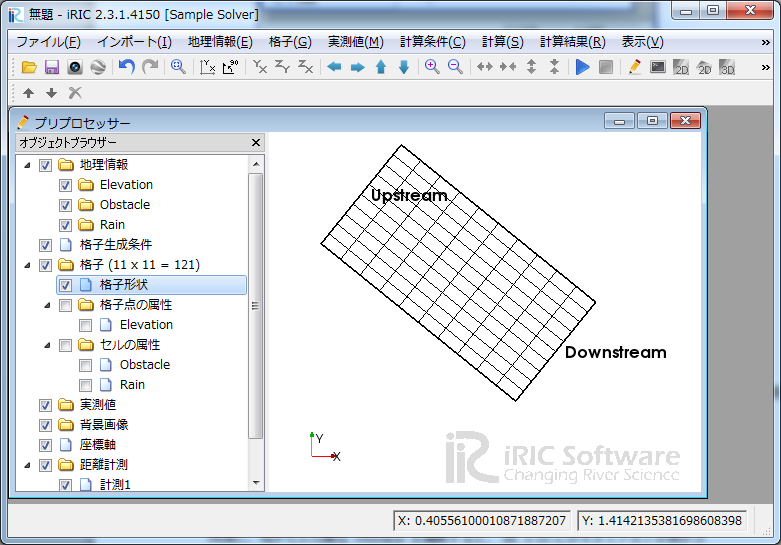 無題 - iRIC 2.3.1.4150 [Sample Solver]
ファイル(F) インポート(I) 地理情報(E) 格子(G) 実測値(M) 計算条件(C) 計算(S) 計算結果(R) 表示(V) »
プリプロセッサー
オブジェクトブラウザー
地理情報
Elevation
Obstacle
Rain
格子生成条件
格子 (11 x 11 = 121)
格子形状
格子点の属性
Elevation
セルの属性
Obstacle
Rain
実測値
背景画像
座標軸
距離計測
計測1
Upstream
Downstream
Y
X
iRIC Software
Changing River Science
X: 0.40556100010871887207
Y: 1.4142135381698608398